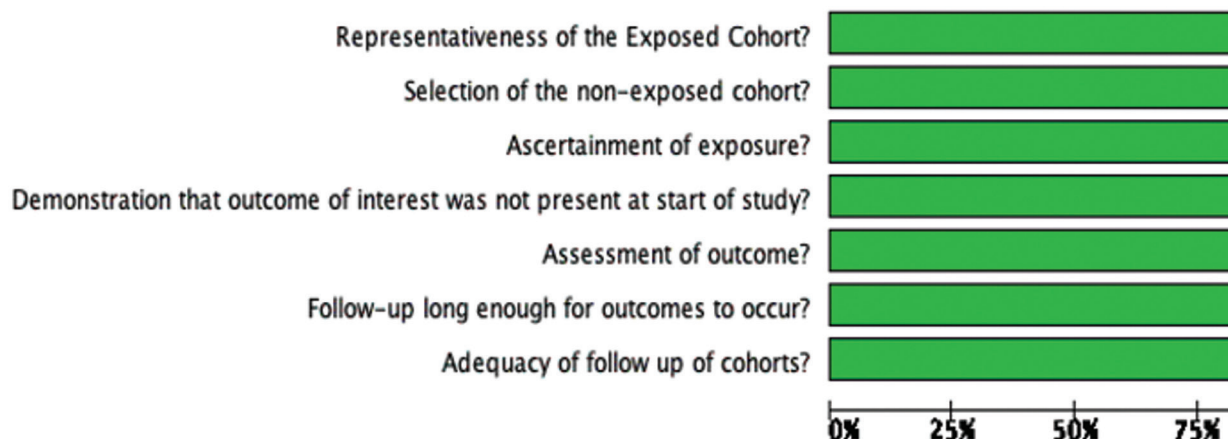 Representativeness of the Exposed Cohort?
Selection of the non-exposed cohort?
Ascertainment of exposure?
Demonstration that outcome of interest was not present at start of study?
Assessment of outcome?
Follow-up long enough for outcomes to occur?
Adequacy of follow up of cohorts?
0% 25% 50% 75%